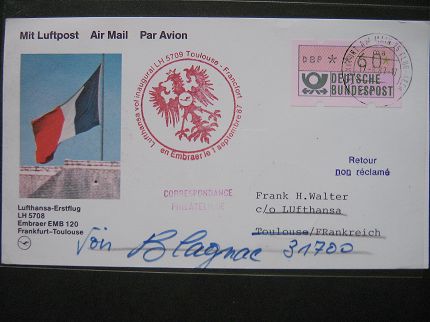 Mit Luftpost Air Mail Par Avion
Lufthansa vol inaugural LH 5709 Toulouse - Francfort
en Embraer le 1 septembre 87
DBP
60
DEUTSCHE
BUNDESPOST
Retour
non réclamé
CORRESPONDANCE
PHILATELIQUE
Frank H.Walter
c/o LUfthansa
Toulouse/FRankreich
Lufthansa-Erstflug
LH 5708
Embraer EMB 120
Frankfurt-Toulouse
Blagnac 31700